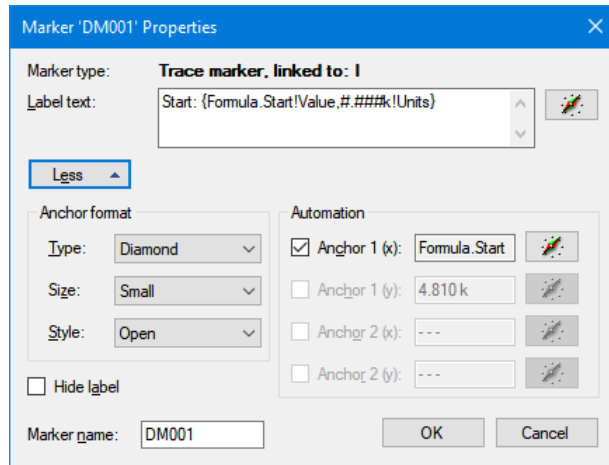 Marker 'DM001' Properties
Marker type: Trace marker, linked to: I
Label text: Start: {Formula.Start!Value,#.###k!Units}
Less
Anchor format
Type: Diamond
Size: Small
Style: Open
Hide label
Automation
Anchor 1 (x): Formula.Start
Anchor 1 (y): 4.810 k
Anchor 2 (x): - - -
Anchor 2 (y): - - -
Marker name: DM001
OK Cancel